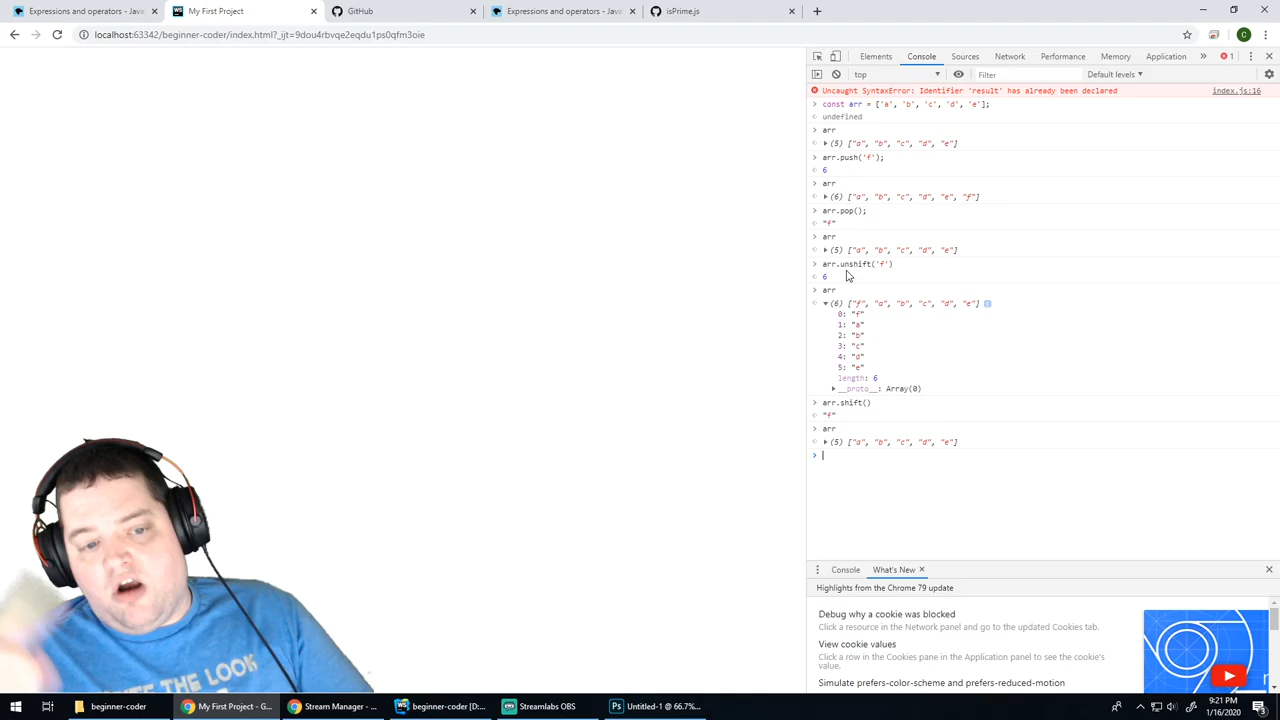 Expressions and operators - Java
My First Project
GitHub
Expressions and operators - Java
isPrime.js
localhost:63342/beginner-coder/index.html?_ijt=9dou4rbvqe2eqdu1ps0qfm3oie
C
Elements Console Sources Network Performance Memory Application » 1
top Filter Default levels
Uncaught SyntaxError: Identifier 'result' has already been declared index.js:16
const arr = ['a', 'b', 'c', 'd', 'e'];
undefined
arr
(5) ["a", "b", "c", "d", "e"]
arr.push('f');
6
arr
(6) ["a", "b", "c", "d", "e", "f"]
arr.pop();
"f"
arr
(5) ["a", "b", "c", "d", "e"]
arr.unshift('f')
6
arr
(6) ["f", "a", "b", "c", "d", "e"]
0: "f"
1: "a"
2: "b"
3: "c"
4: "d"
5: "e"
length: 6
__proto__: Array(0)
arr.shift()
"f"
arr
(5) ["a", "b", "c", "d", "e"]
Console What's New
Highlights from the Chrome 79 update
Debug why a cookie was blocked
Click a resource in the Network panel and go to the updated Cookies tab.
View cookie values
Click a row in the Cookies pane in the Application panel to see the cookie's
value.
Simulate prefers-color-scheme and prefers-reduced-motion
THE LOOK
beginner-coder
My First Project - G...
Stream Manager - ...
beginner-coder [D:...
Streamlabs OBS
Untitled-1 @ 66.7%...
9:21 PM
1/16/2020
3